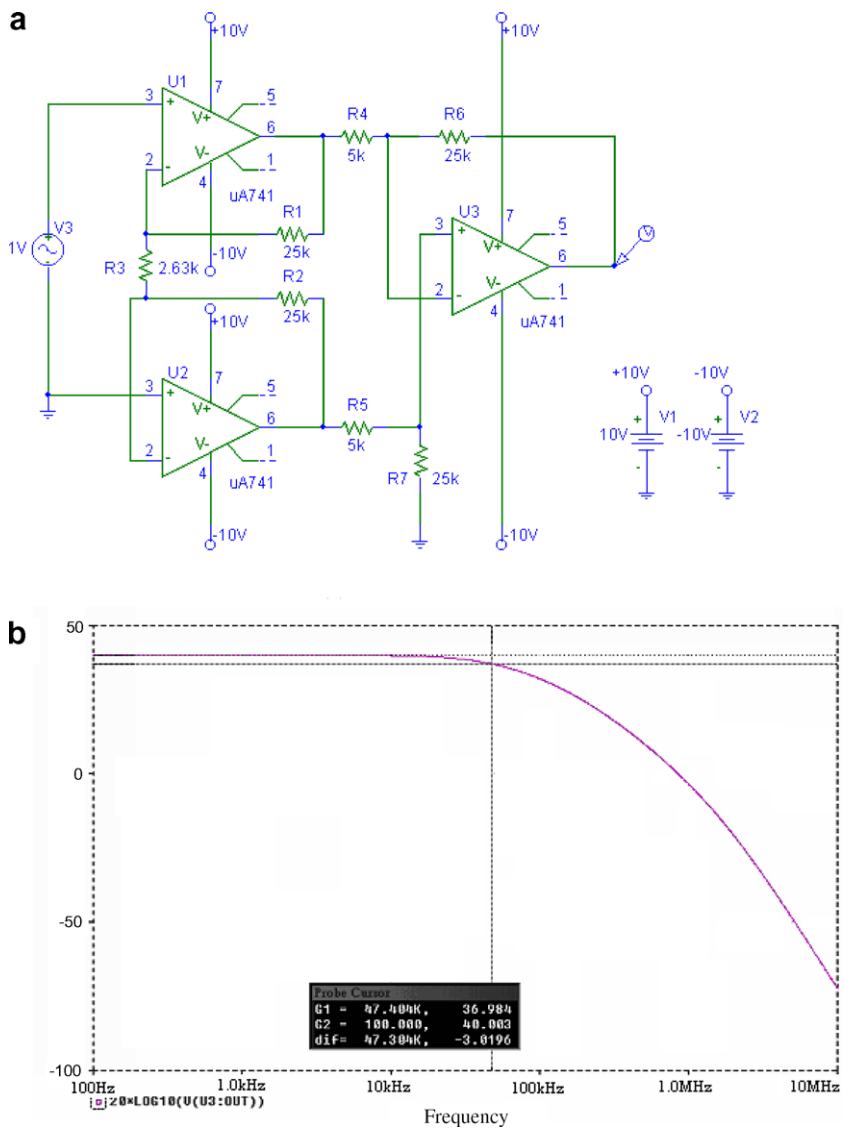 a
+10V
+10V
U1
7
5
3
+
V+
6
V-
2
-
1
4
uA741
R4
5k
R6
25k
V3
1V
+
-
R1
25k
-10V
R3
2.63k
R2
25k
+10V
U3
7
5
3
+
V+
6
V-
2
-
1
4
uA741
V
U2
7
5
3
+
V+
6
V-
2
-
1
4
uA741
-10V
R5
5k
R7
25k
-10V
+10V
-10V
+
V1
10V
-
+
V2
-10V
-
b
50
0
-50
-100
Probe Cursor
C1 = 47.404K, 36.984
C2 = 100.000, 40.003
dif= 47.304K, -3.0196
100Hz 1.0kHz 10kHz 100kHz 1.0MHz 10MHz
20*LOG10(V(U3:OUT))
Frequency